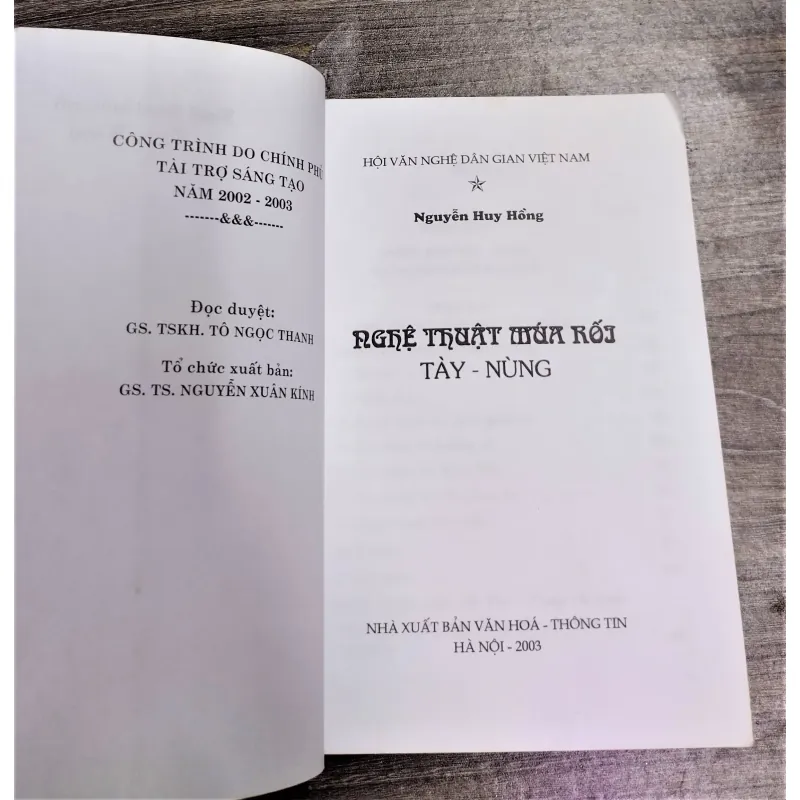 CÔNG TRÌNH DO CHÍNH PHỦ
TÀI TRỢ SÁNG TẠO
NĂM 2002 - 2003
-------&&&-------
Đọc duyệt:
GS. TSKH. TÔ NGỌC THANH
Tổ chức xuất bản:
GS. TS. NGUYỄN XUÂN KÍNH
HỘI VĂN NGHỆ DÂN GIAN VIỆT NAM
Nguyễn Huy Hồng
NGHỆ THUẬT MÚA RỐI
TÀY - NÙNG
NHÀ XUẤT BẢN VĂN HOÁ - THÔNG TIN
HÀ NỘI - 2003